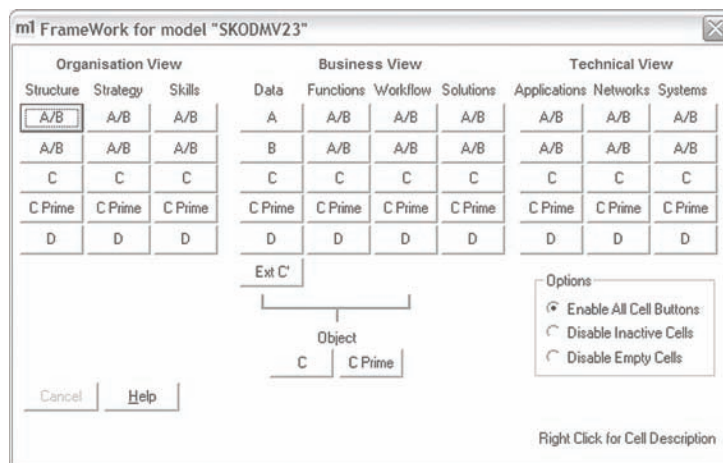 m1 FrameWork for model "SKODMV23"
Organisation View Business View Technical View
Structure Strategy Skills Data Functions Workflow Solutions Applications Networks Systems
A/B A/B A/B A A/B A/B A/B A/B A/B A/B
A/B A/B A/B B A/B A/B A/B A/B A/B A/B
C C C C C C C C C C
C Prime C Prime C Prime C Prime C Prime C Prime C Prime C Prime C Prime C Prime
D D D D D D D D D D
Ext C'
Options
Enable All Cell Buttons
Disable Inactive Cells
Disable Empty Cells
Object
C C Prime
Cancel Help
Right Click for Cell Description